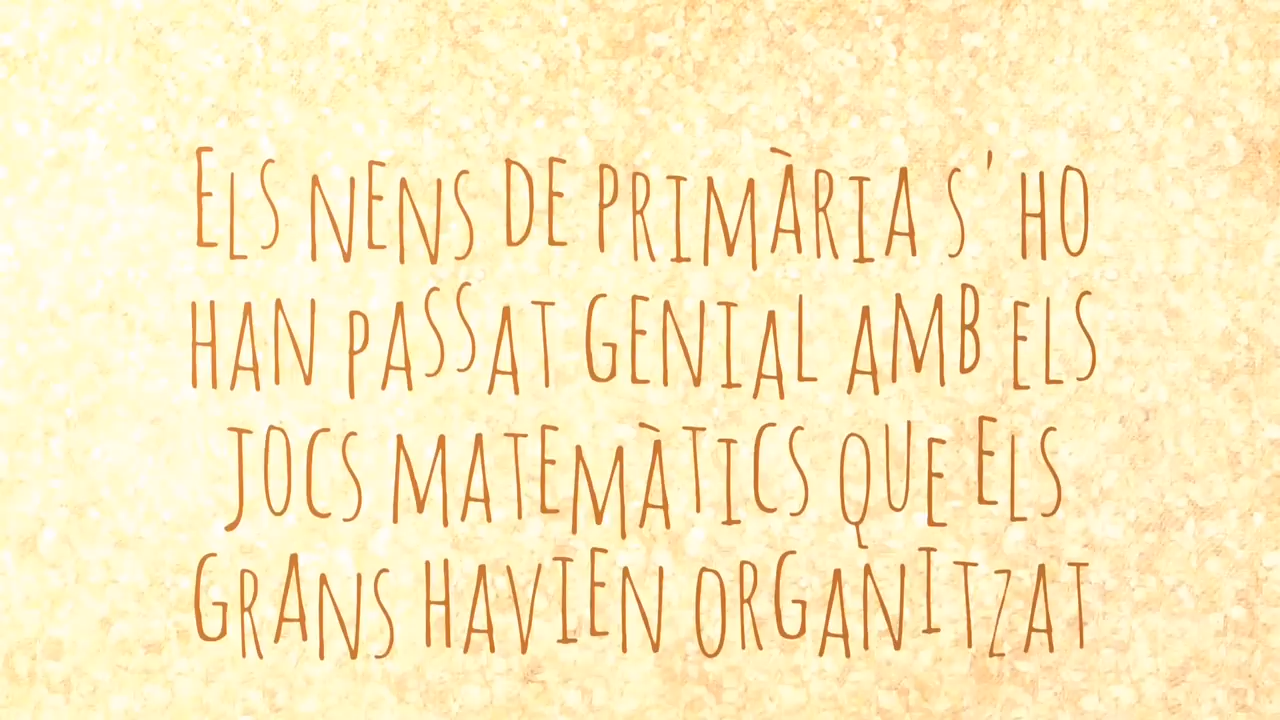 Els nens de primària s'ho
han passat genial amb els
jocs matemàtics que els
grans havien organitzat